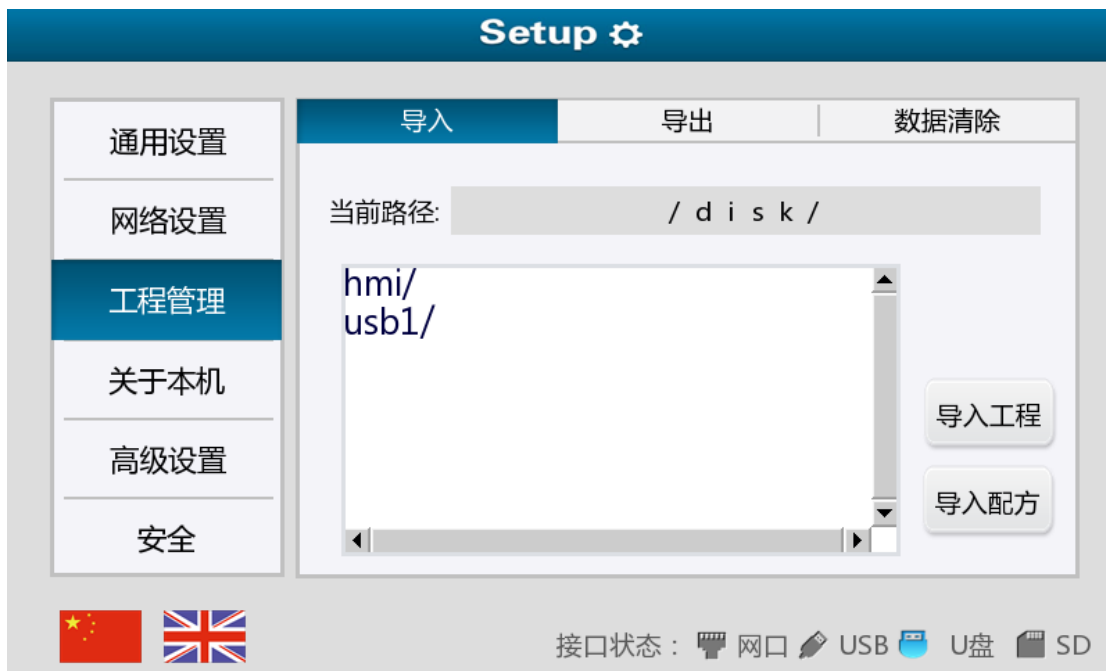 Setup
通用设置
网络设置
工程管理
关于本机
高级设置
安全
导入 导出 数据清除
当前路径: /disk/
hmi/
usb1/
导入工程
导入配方
接口状态： 网口 USB U盘 SD